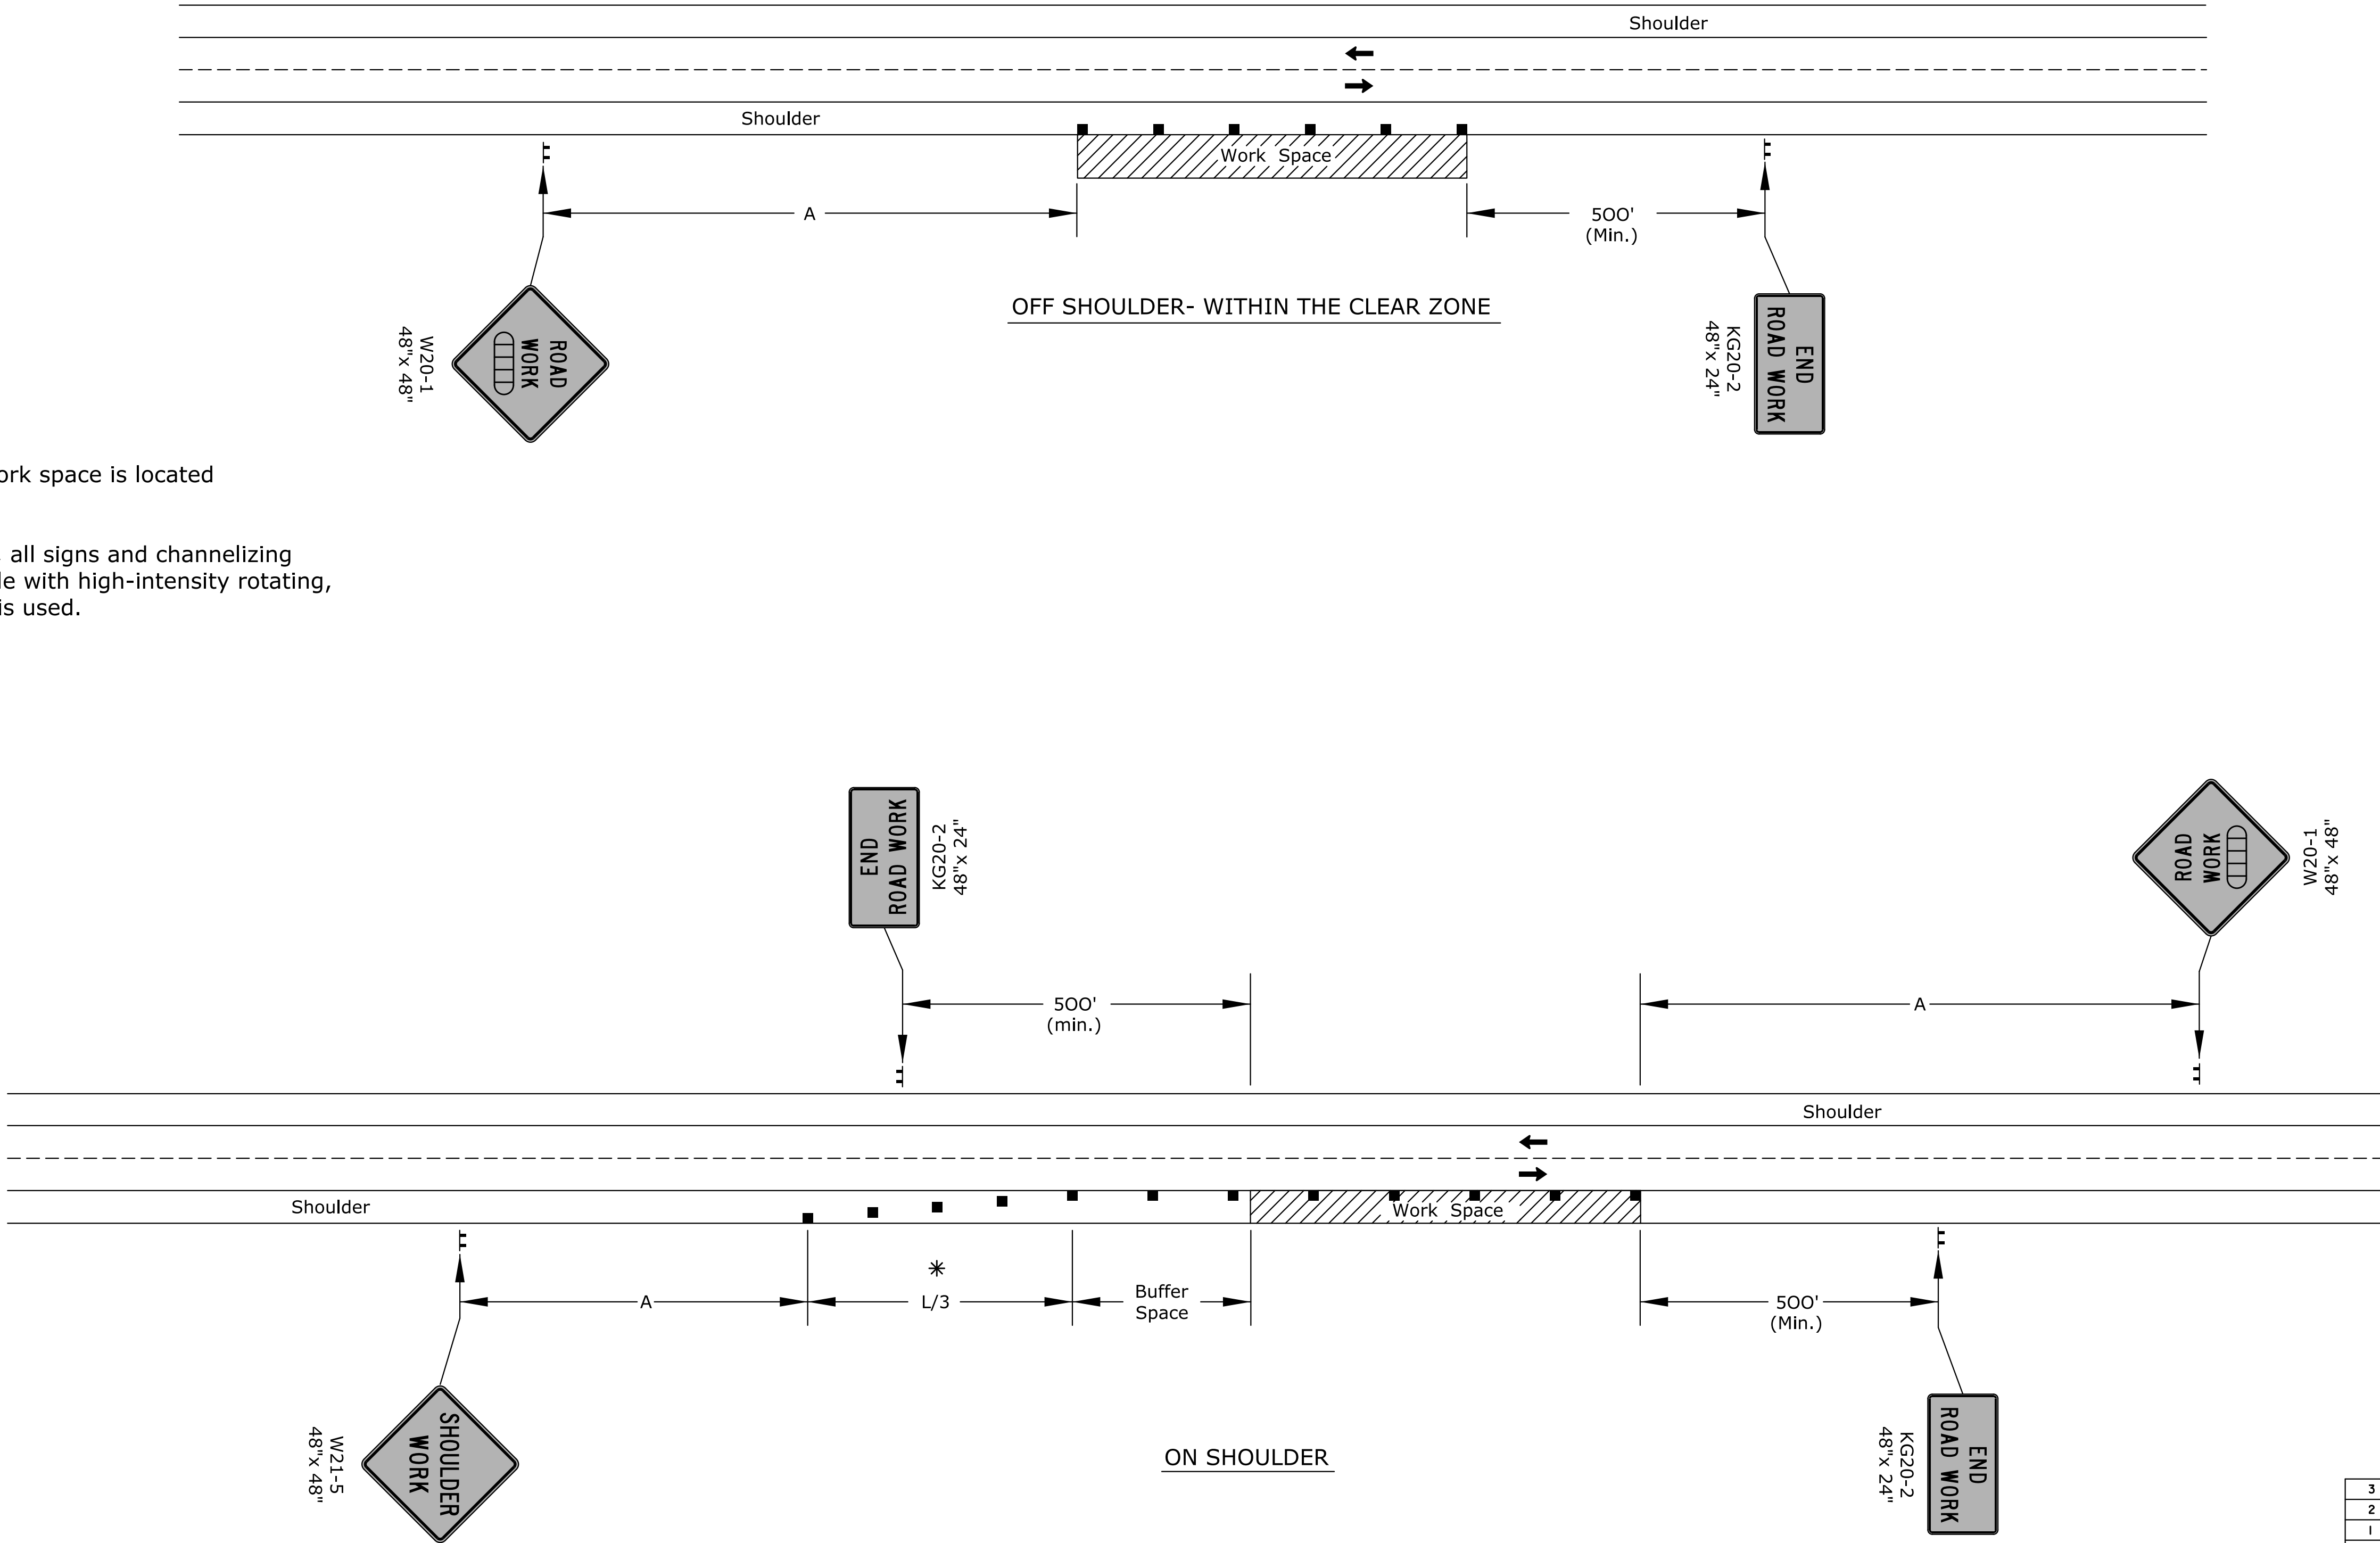 Shoulder
Shoulder
Work Space
A
500'
(Min.)
OFF SHOULDER- WITHIN THE CLEAR ZONE
ROAD
WORK
W20-1
48"x 48"
END
ROAD WORK
KG20-2
48"x 24"
ork space is located
all signs and channelizing
le with high-intensity rotating,
is used.
END
ROAD WORK
KG20-2
48"x 24"
ROAD
WORK
W20-1
48"x 48"
500'
(min.)
A
Shoulder
Shoulder
Work Space
A
*
L/3
Buffer
Space
500'
(Min.)
SHOULDER
WORK
W21-5
48"x 48"
ON SHOULDER
END
ROAD WORK
KG20-2
48"x 24"
3
2
1